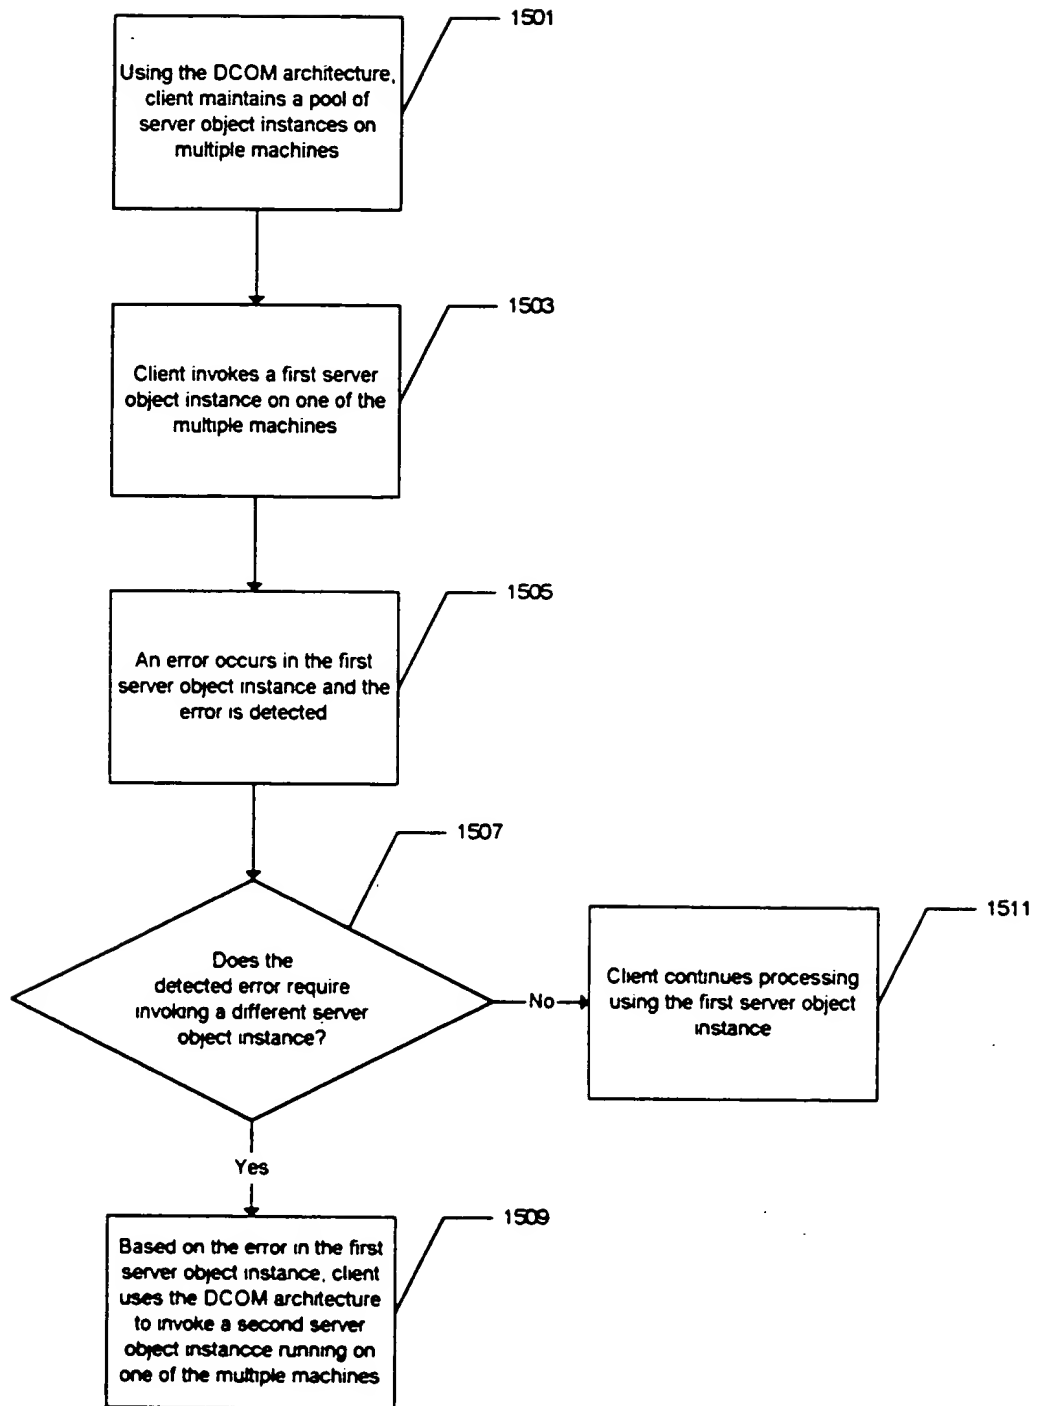 1501
Using the DCOM architecture,
client maintains a pool of
server object instances on
multiple machines
1503
Client invokes a first server
object instance on one of the
multiple machines
1505
An error occurs in the first
server object instance and the
error is detected
1507
Does the
detected error require
invoking a different server
object instance?
No
1511
Client continues processing
using the first server object
instance
Yes
1509
Based on the error in the first
server object instance, client
uses the DCOM architecture
to invoke a second server
object instancce running on
one of the multiple machines